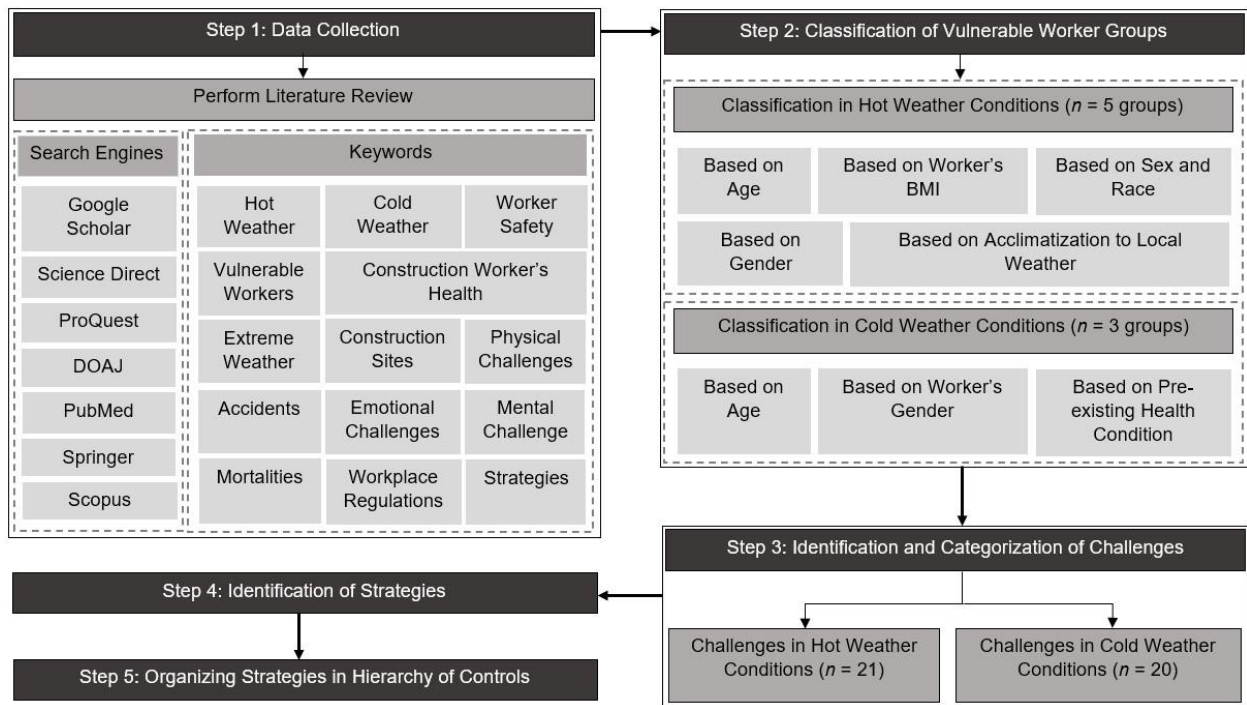 Step 1: Data Collection
Perform Literature Review
Search Engines
Google
Scholar
Science Direct
ProQuest
DOAJ
PubMed
Springer
Scopus
Keywords
Hot
Weather
Cold
Weather
Worker
Safety
Vulnerable
Workers
Construction Worker's
Health
Extreme
Weather
Construction
Sites
Physical
Challenges
Accidents
Emotional
Challenges
Mental
Challenge
Mortalities
Workplace
Regulations
Strategies
Step 2: Classification of Vulnerable Worker Groups
Classification in Hot Weather Conditions (n = 5 groups)
Based on
Age
Based on Worker's
BMI
Based on Sex and
Race
Based on
Gender
Based on Acclimatization to Local
Weather
Classification in Cold Weather Conditions (n = 3 groups)
Based on
Age
Based on Worker's
Gender
Based on Pre-
existing Health
Condition
Step 3: Identification and Categorization of Challenges
Challenges in Hot Weather
Conditions (n = 21)
Challenges in Cold Weather
Conditions (n = 20)
Step 4: Identification of Strategies
Step 5: Organizing Strategies in Hierarchy of Controls